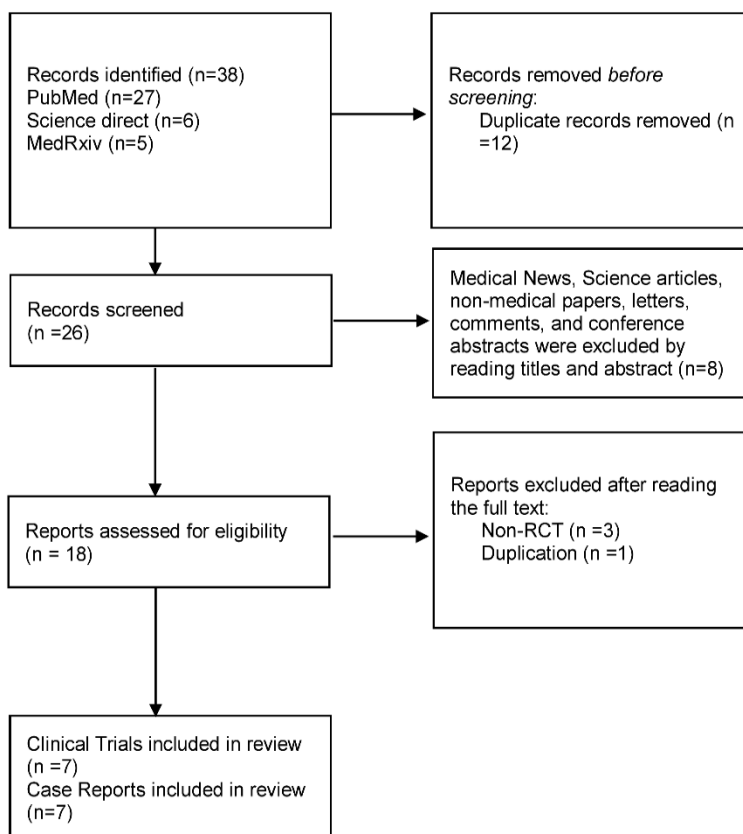 Records identified (n=38)
PubMed (n=27)
Science direct (n=6)
MedRxiv (n=5)
Records removed before
screening:
Duplicate records removed (n
=12)
Records screened
(n =26)
Medical News, Science articles,
non-medical papers, letters,
comments, and conference
abstracts were excluded by
reading titles and abstract (n=8)
Reports assessed for eligibility
(n = 18)
Reports excluded after reading
the full text:
Non-RCT (n =3)
Duplication (n =1)
Clinical Trials included in review
(n =7)
Case Reports included in review
(n=7)